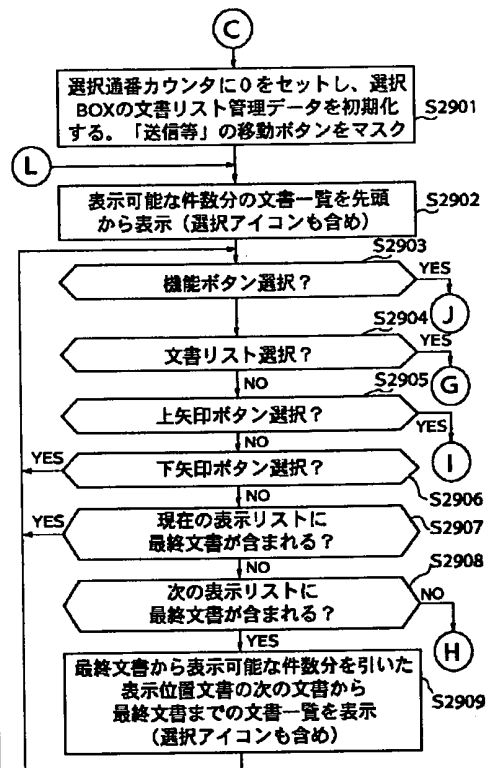 C
選択通番カウンタに0をセットし、選択
BOXの文書リスト管理データを初期化
する。「送信等」の移動ボタンをマスク
S2901
L
表示可能な件数分の文書一覧を先頭
から表示（選択アイコンも含め）
S2902
S2903
機能ボタン選択？
YES
J
S2904
文書リスト選択？
YES
G
NO
S2905
上矢印ボタン選択？
YES
I
NO
YES
下矢印ボタン選択？
S2906
NO
YES
現在の表示リストに
最終文書が含まれる？
S2907
NO
S2908
次の表示リストに
最終文書が含まれる？
NO
H
YES
最終文書から表示可能な件数分を引いた
表示位置文書の次の文書から
最終文書までの文書一覧を表示
（選択アイコンも含め）
S2909